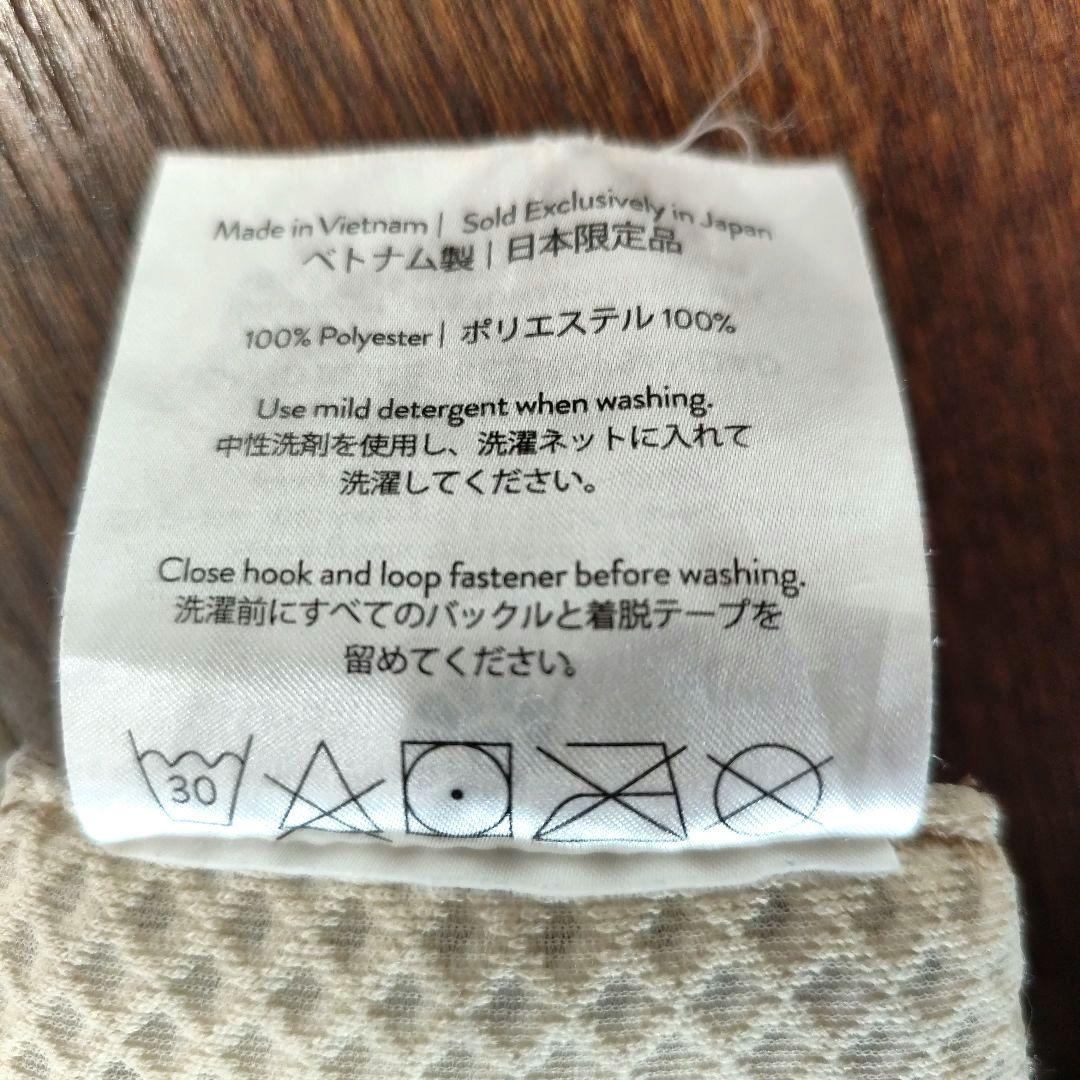 Made in Vietnam | Sold Exclusively in Japan
ベトナム製 | 日本限定品
100% Polyester | ポリエステル 100%
Use mild detergent when washing.
中性洗剤を使用し、洗濯ネットに入れて
洗濯してください。
Close hook and loop fastener before washing.
洗濯前にすべてのバックルと着脱テープを
留めてください。
30